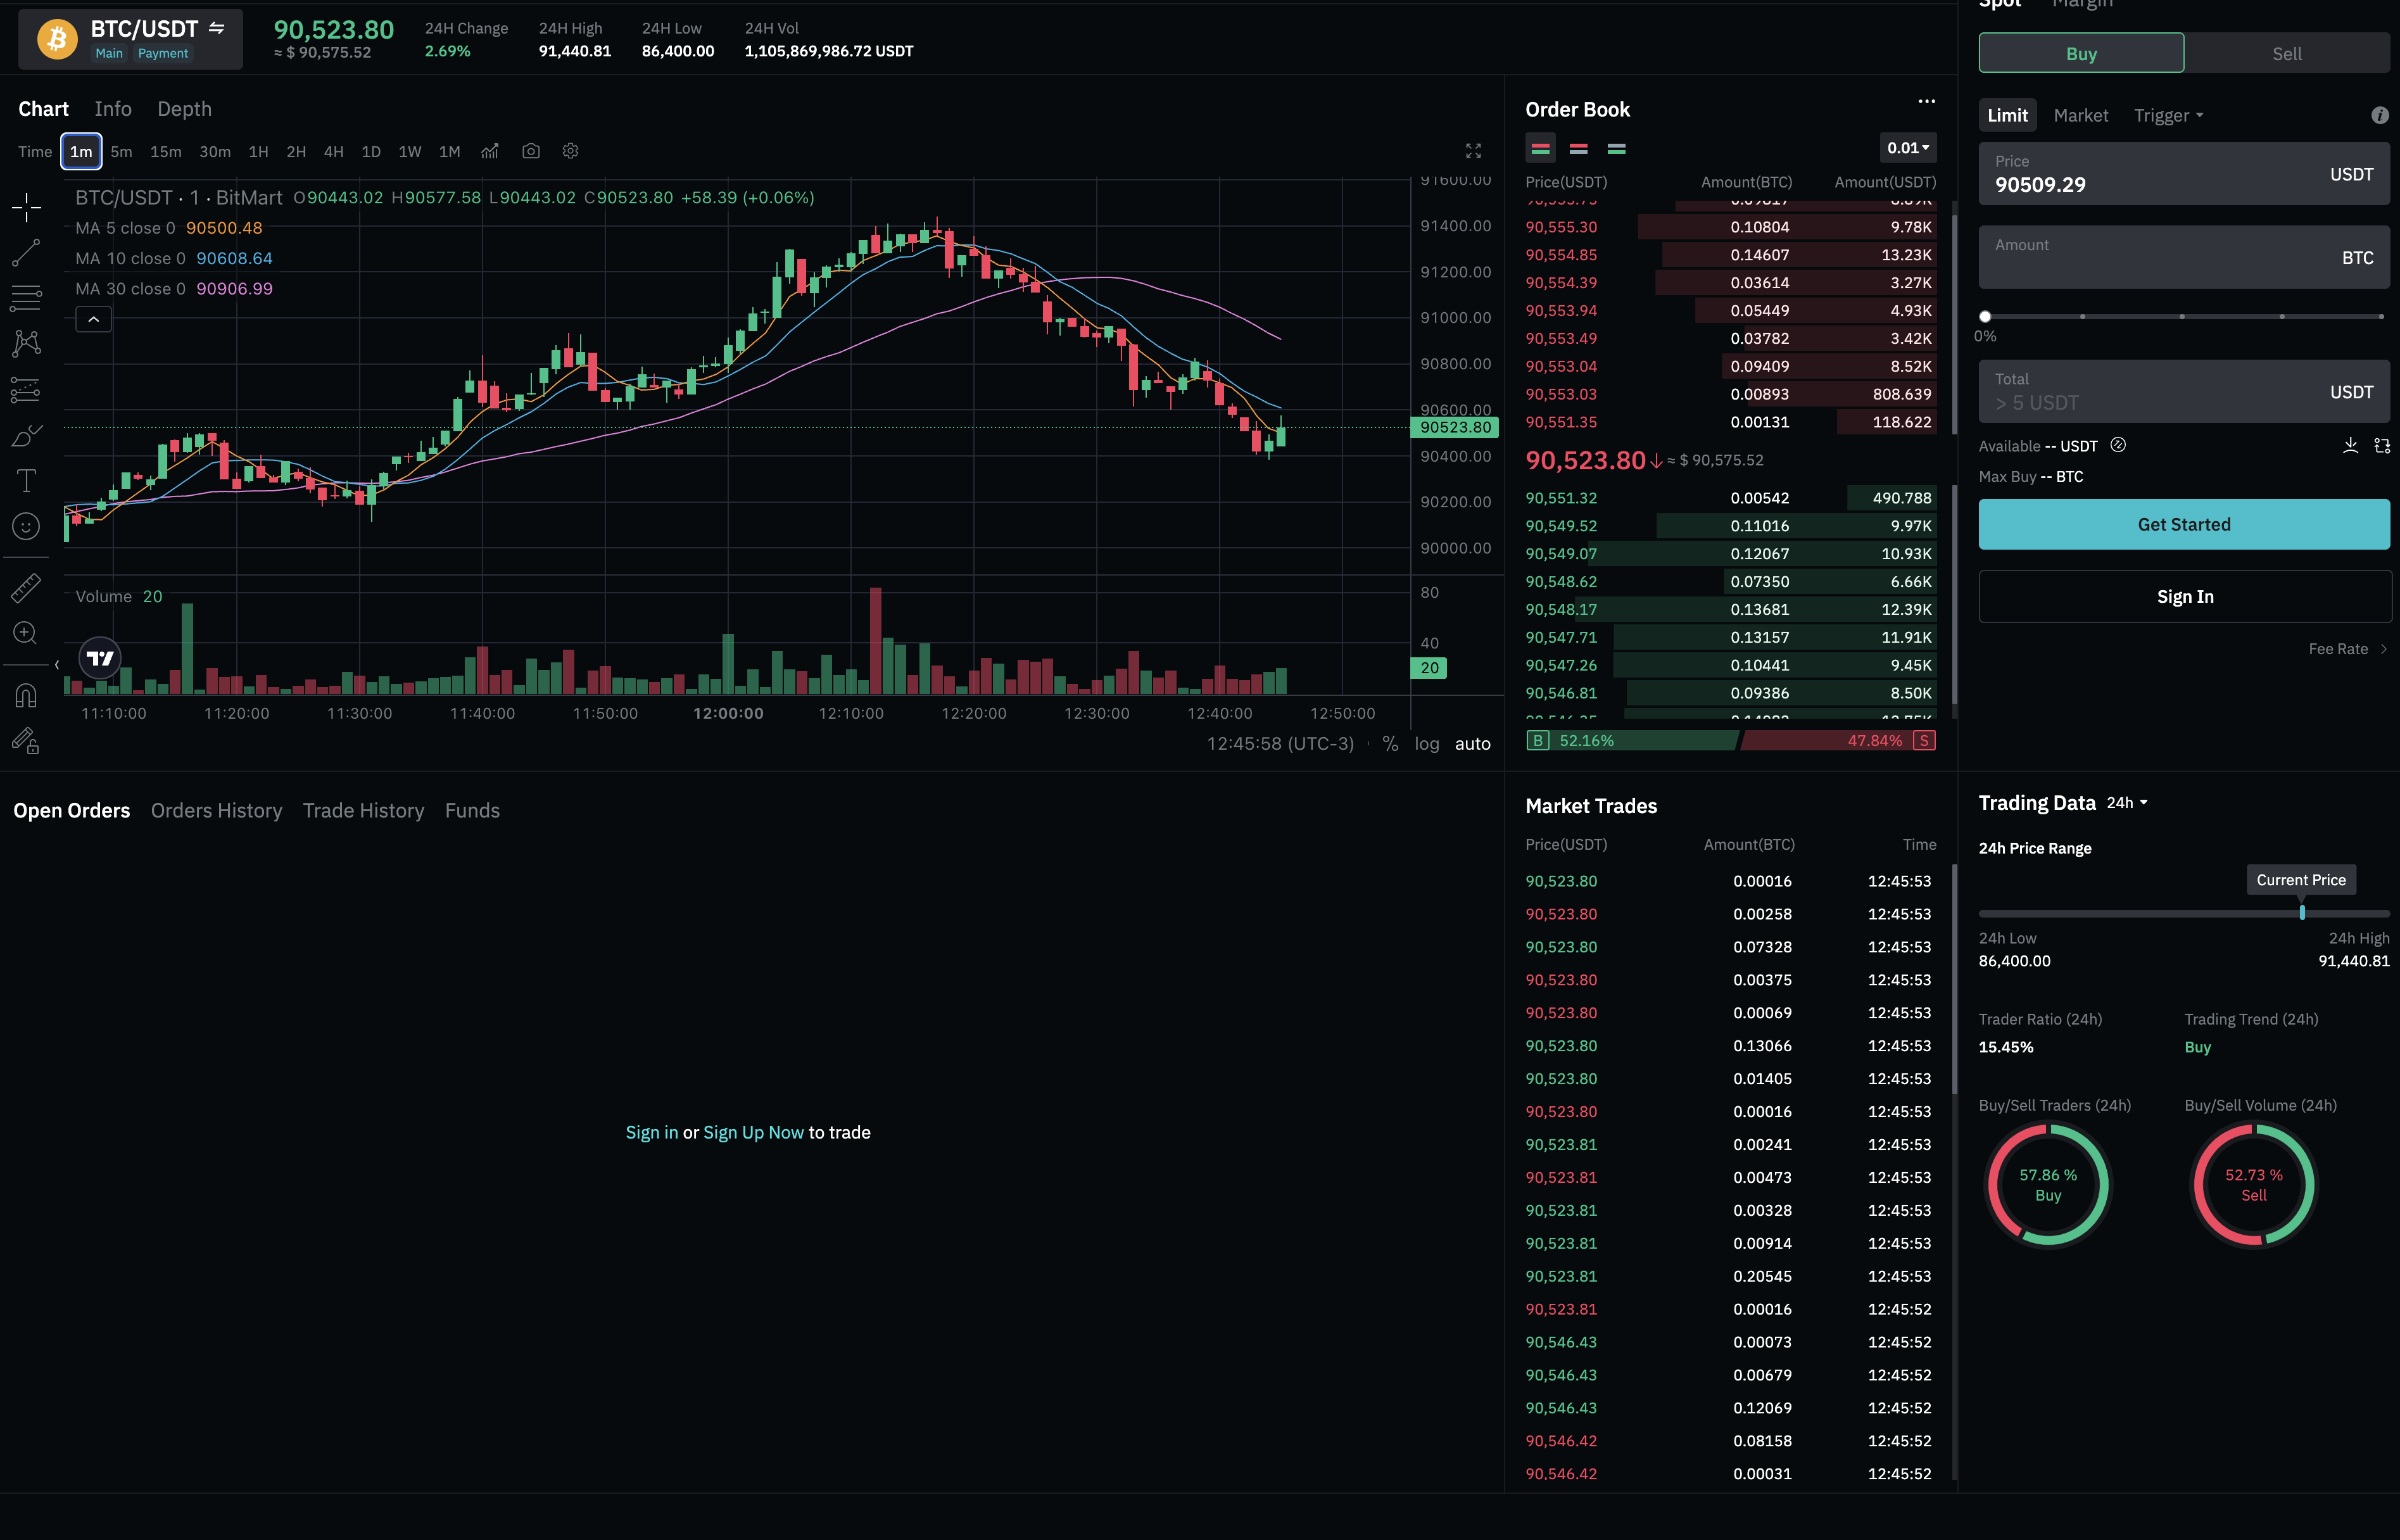 BTC/USDT
Main Payment
90,523.80
≈ $ 90,575.52
24H Change
2.69%
24H High
91,440.81
24H Low
86,400.00
24H Vol
1,105,869,986.72 USDT
Chart Info Depth
Time 1m 5m 15m 30m 1H 2H 4H 1D 1W 1M
BTC/USDT · 1 · BitMart O90443.02 H90577.58 L90443.02 C90523.80 +58.39 (+0.06%)
MA 5 close 0 90500.48
MA 10 close 0 90608.64
MA 30 close 0 90906.99
91600.00
91400.00
91200.00
91000.00
90800.00
90600.00
90523.80
90400.00
90200.00
90000.00
Volume 20
80
40
20
11:10:00 11:20:00 11:30:00 11:40:00 11:50:00 12:00:00 12:10:00 12:20:00 12:30:00 12:40:00 12:50:00
12:45:58 (UTC-3) % log auto
Order Book
0.01
Price(USDT) Amount(BTC) Amount(USDT)
90,555.30 0.10804 9.78K
90,554.85 0.14607 13.23K
90,554.39 0.03614 3.27K
90,553.94 0.05449 4.93K
90,553.49 0.03782 3.42K
90,553.04 0.09409 8.52K
90,553.03 0.00893 808.639
90,551.35 0.00131 118.622
90,523.80 ↓ ≈ $ 90,575.52
90,551.32 0.00542 490.788
90,549.52 0.11016 9.97K
90,549.07 0.12067 10.93K
90,548.62 0.07350 6.66K
90,548.17 0.13681 12.39K
90,547.71 0.13157 11.91K
90,547.26 0.10441 9.45K
90,546.81 0.09386 8.50K
B 52.16% 47.84% S
Spot Margin
Buy Sell
Limit Market Trigger
Price
90509.29 USDT
Amount
BTC
0%
Total
> 5 USDT USDT
Available -- USDT
Max Buy -- BTC
Get Started
Sign In
Fee Rate
Open Orders Orders History Trade History Funds
Sign in or Sign Up Now to trade
Market Trades
Price(USDT) Amount(BTC) Time
90,523.80 0.00016 12:45:53
90,523.80 0.00258 12:45:53
90,523.80 0.07328 12:45:53
90,523.80 0.00375 12:45:53
90,523.80 0.00069 12:45:53
90,523.80 0.13066 12:45:53
90,523.80 0.01405 12:45:53
90,523.80 0.00016 12:45:53
90,523.81 0.00241 12:45:53
90,523.81 0.00473 12:45:53
90,523.81 0.00328 12:45:53
90,523.81 0.00914 12:45:53
90,523.81 0.20545 12:45:53
90,523.81 0.00016 12:45:52
90,546.43 0.00073 12:45:52
90,546.43 0.00679 12:45:52
90,546.43 0.12069 12:45:52
90,546.42 0.08158 12:45:52
90,546.42 0.00031 12:45:52
Trading Data 24h
24h Price Range
Current Price
24h Low 24h High
86,400.00 91,440.81
Trader Ratio (24h) Trading Trend (24h)
15.45% Buy
Buy/Sell Traders (24h) Buy/Sell Volume (24h)
57.86 %
Buy
52.73 %
Sell